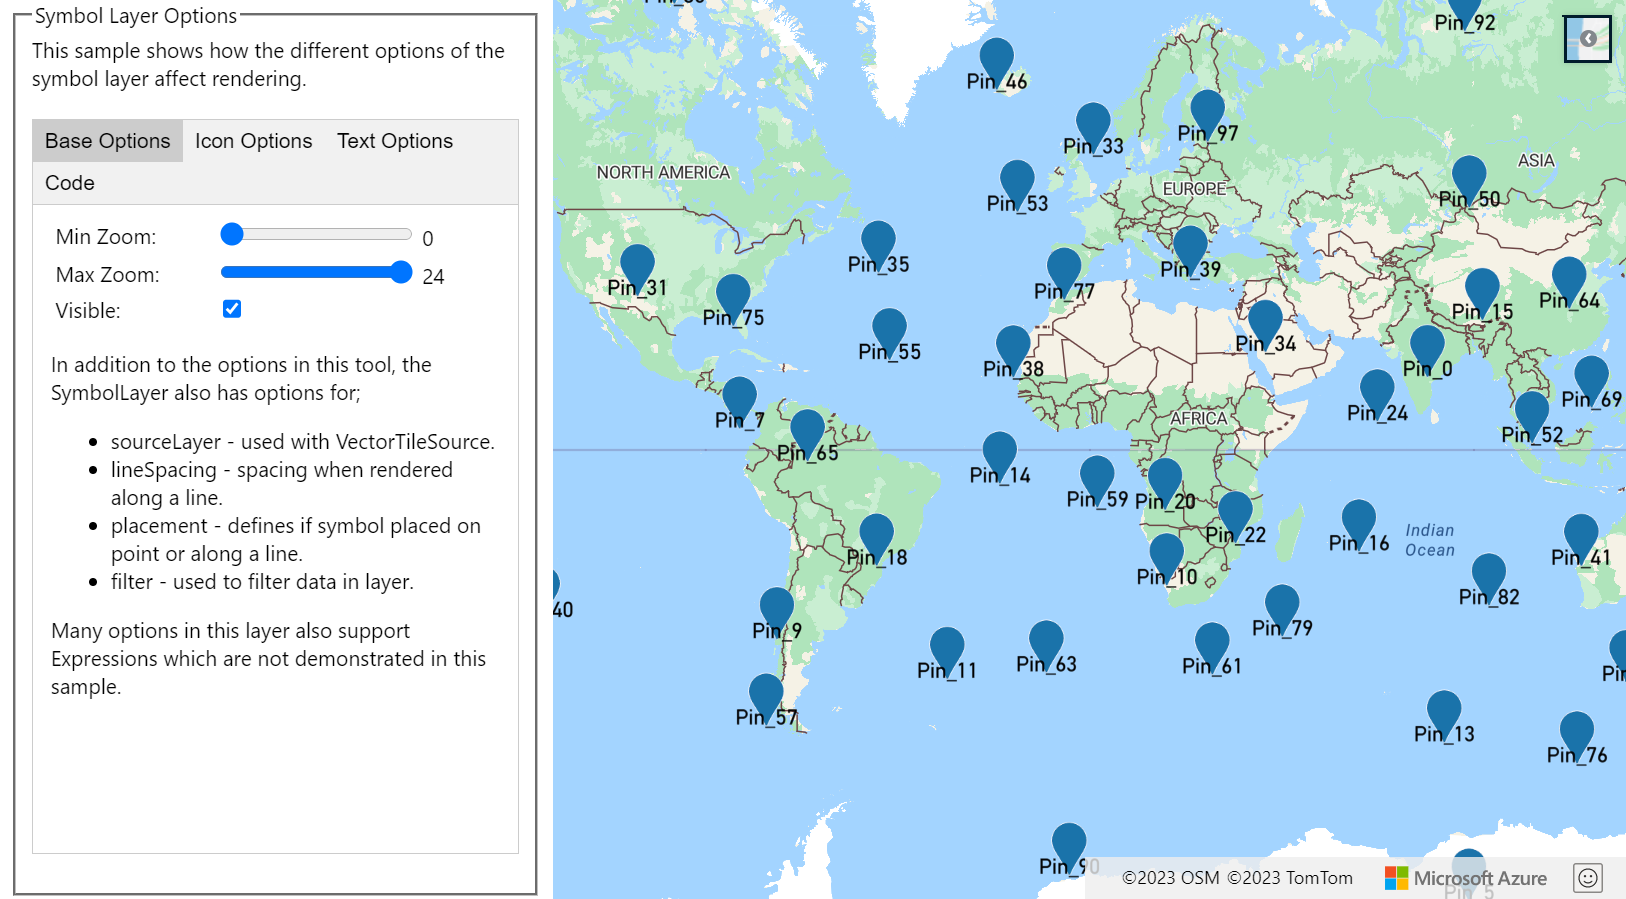 Symbol Layer Options
This sample shows how the different options of the
symbol layer affect rendering.
Base Options
Icon Options
Text Options
Code
Min Zoom:
0
Max Zoom:
24
Visible:
In addition to the options in this tool, the
SymbolLayer also has options for;
• sourceLayer - used with VectorTileSource.
• lineSpacing - spacing when rendered
along a line.
• placement - defines if symbol placed on
point or along a line.
• filter - used to filter data in layer.
Many options in this layer also support
Expressions which are not demonstrated in this
sample.
Pin_92
Pin_46
Pin_97
Pin_33
ASIA
NORTH AMERICA
EUROPE
Pin_50
Pin_53
Pin_35
Pin_39
Pin_31
Pin_77
Pin_64
Pin_75
Pin_15
Pin_34
Pin_55
Pin_38
Pin_0
Pin_69
Pin_24
Pin_7
AFRICA
Pin_52
Pin_65
Pin_14
Pin_59
Pin_20
Pin_22
Indian
Ocean
Pin_16
Pin_18
Pin_41
Pin_10
Pin_82
40
Pin_79
Pin_9
Pin_63
Pin_61
Pin_11
Pin_57
Pin_13
Pin_76
Pin_90
©2023 OSM ©2023 TomTom
Microsoft Azure
Pin_5